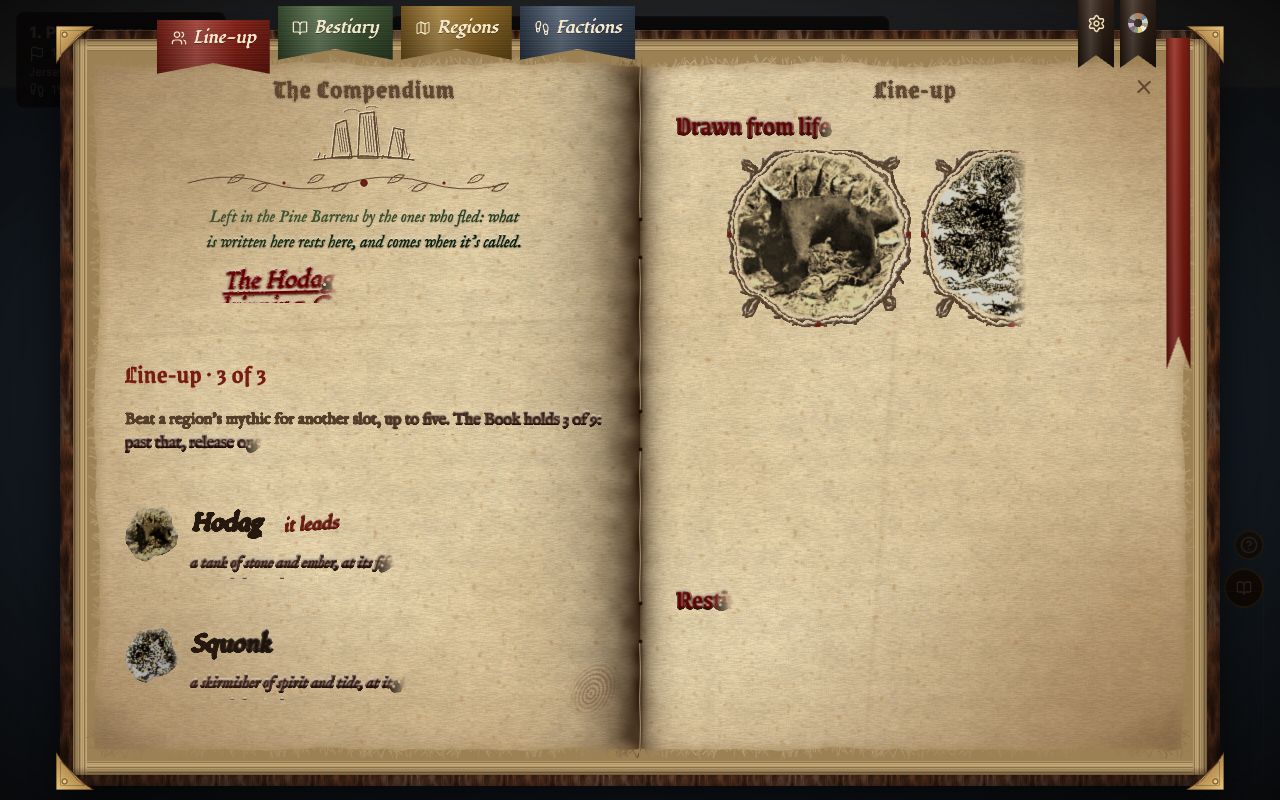 Line-up
Bestiary
Regions
Factions
The Compendium
Left in the Pine Barrens by the ones who fled: what
is written here rests here, and comes when it's called.
The Hodag
Line-up · 3 of 3
Beat a region's mythic for another slot, up to five. The Book holds 3 of 9:
past that, release
Hodag it leads
a tank of stone and ember, at its
Squonk
a skirmisher of spirit and tide, at
Line-up
Drawn from life